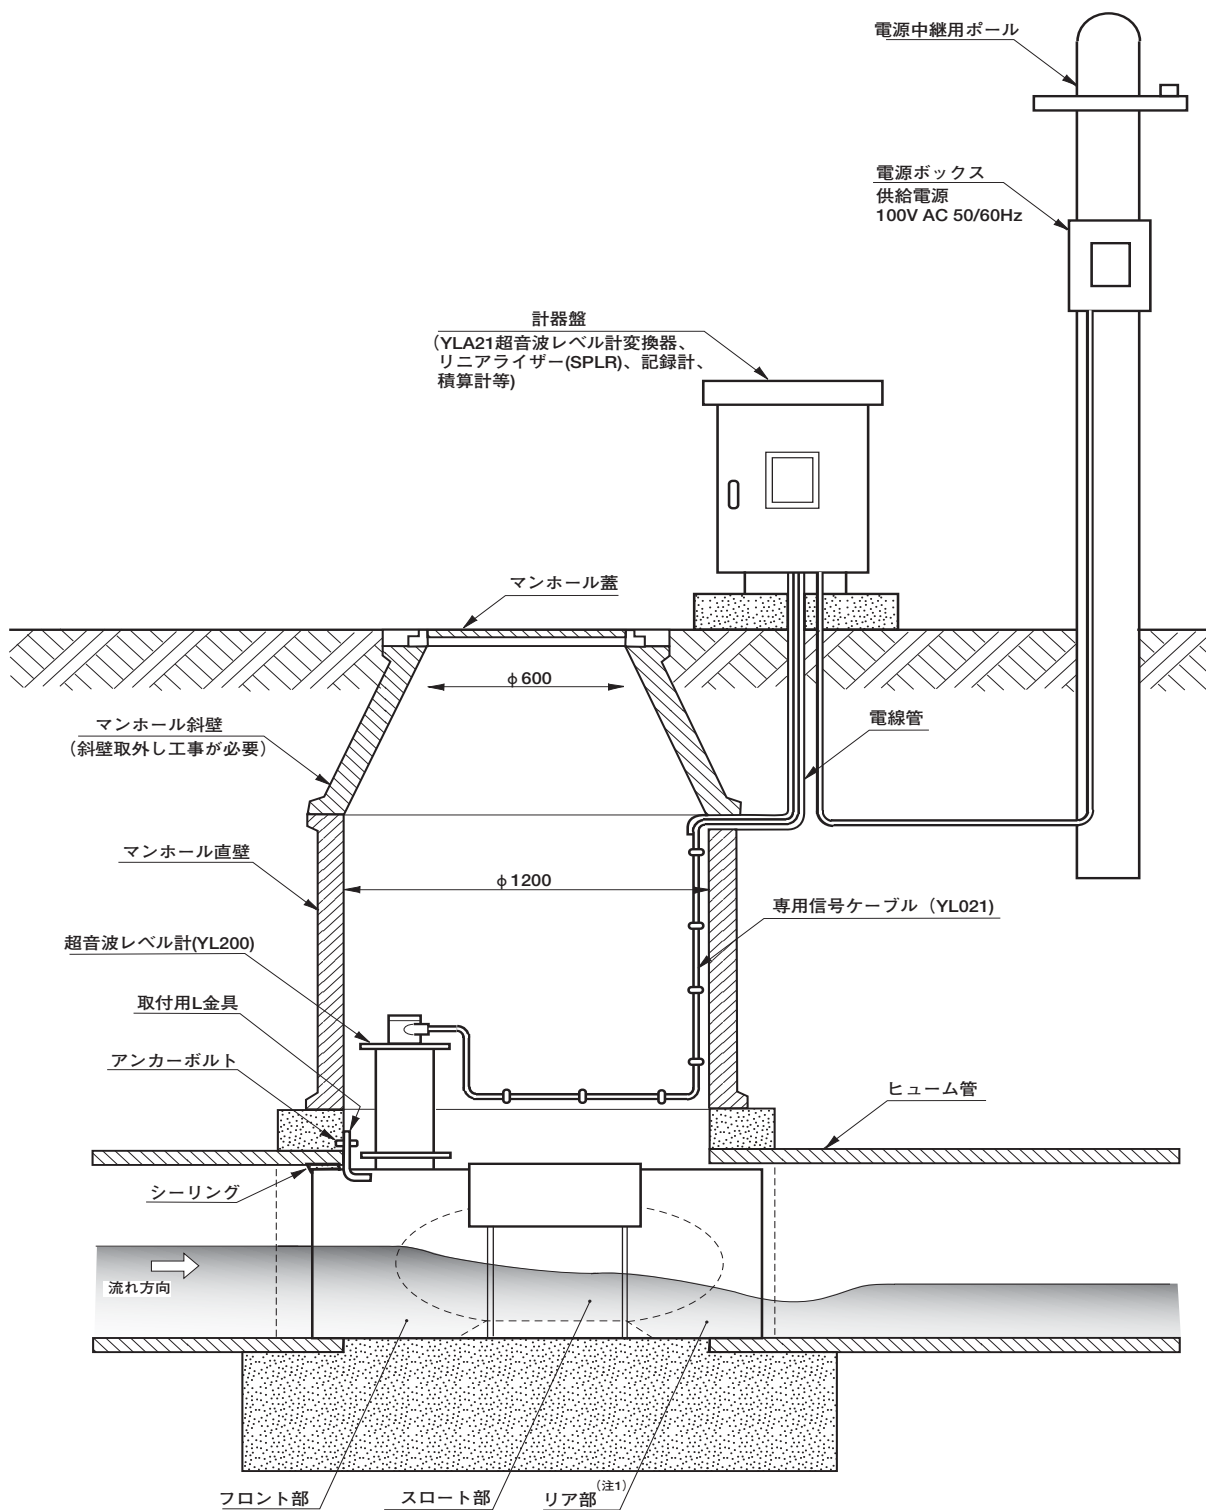 電源中継用ポール
電源ボックス
供給電源
100V AC 50/60Hz
計器盤
(YLA21超音波レベル計変換器、
リニアライザー(SPLR)、記録計、
積算計等)
マンホール蓋
φ600
マンホール斜壁
(斜壁取外し工事が必要)
電線管
マンホール直壁
φ1200
専用信号ケーブル（YL021)
超音波レベル計(YL200)
取付用L金具
アンカーボルト
ヒューム管
シーリング
流れ方向
フロント部
スロート部
リア部(注1)